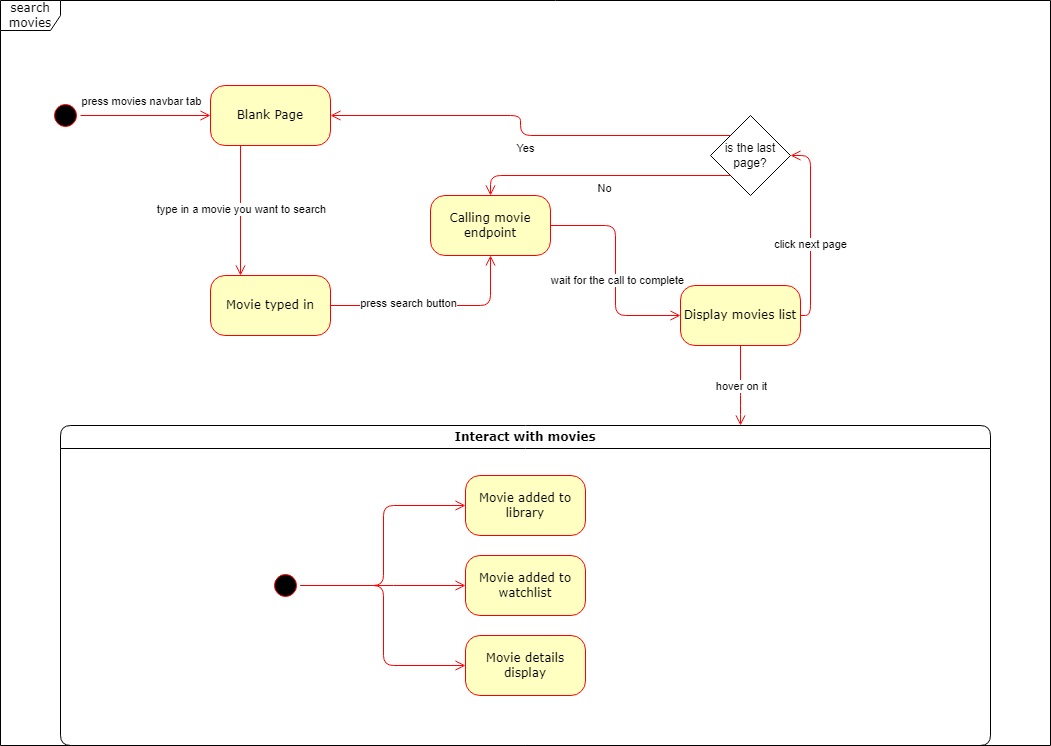 search
movies
press movies navbar tab
Blank Page
is the last
page?
Yes
No
type in a movie you want to search
Calling movie
endpoint
click next page
wait for the call to complete
Movie typed in
press search button
Display movies list
hover on it
Interact with movies
Movie added to
library
Movie added to
watchlist
Movie details
display